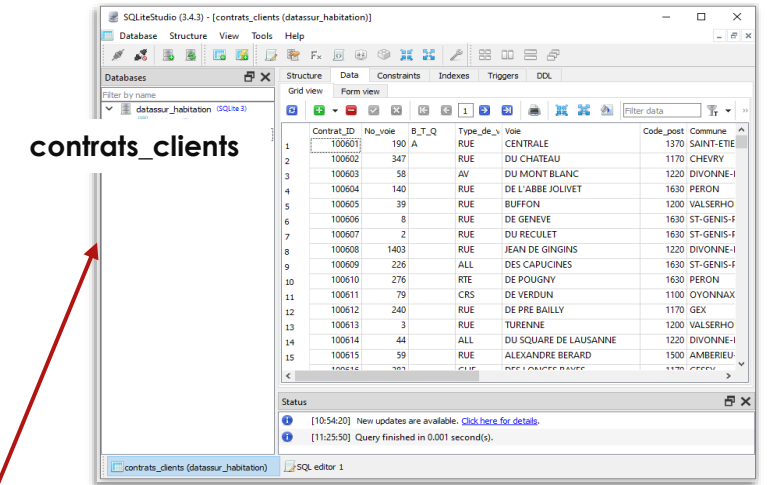 SQLiteStudio (3.4.3) - [contrats_clients (datassur_habitation)]
Database Structure View Tools Help
Databases
Filter by name
datassur_habitation (SQLite 3)
contrats_clients
Structure Data Constraints Indexes Triggers DDL
Grid view Form view
1 Filter data
Contrat_ID No_voie B_T_Q Type_de_v Voie Code_post Commune
1 100601 190 A RUE CENTRALE 1370 SAINT-ETIE
2 100602 347 RUE DU CHATEAU 1170 CHEVRY
3 100603 58 AV DU MONT BLANC 1220 DIVONNE-
4 100604 140 RUE DE L'ABBE JOLIVET 1630 PERON
5 100605 39 RUE BUFFON 1200 VALSERHO
6 100606 8 RUE DE GENEVE 1630 ST-GENIS-
7 100607 2 RUE DU RECULET 1630 ST-GENIS-
8 100608 1403 RUE JEAN DE GINGINS 1220 DIVONNE-
9 100609 226 ALL DES CAPUCINES 1630 ST-GENIS-
10 100610 276 RTE DE POUGNY 1630 PERON
11 100611 79 CRS DE VERDUN 1100 OYONNAX
12 100612 240 RUE DE PRE BAILLY 1170 GEX
13 100613 3 RUE TURENNE 1200 VALSERHO
14 100614 44 ALL DU SQUARE DE LAUSANNE 1220 DIVONNE-
15 100615 59 RUE ALEXANDRE BERARD 1500 AMBERIEU-
Status
[10:54:20] New updates are available. Click here for details.
[11:25:50] Query finished in 0.001 second(s).
contrats_clients (datassur_habitation) SQL editor 1